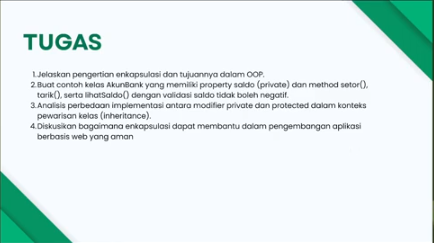 TUGAS
1.Jelaskan pengertian enkapsulasi dan tujuannya dalam OOP.
2.Buat contoh kelas AkunBank yang memiliki property saldo (private) dan method setor(),
tarik(), serta lihatSaldo() dengan validasi saldo tidak boleh negatif.
3.Analisis perbedaan implementasi antara modifier private dan protected dalam konteks
pewarisan kelas (inheritance).
4.Diskusikan bagaimana enkapsulasi dapat membantu dalam pengembangan aplikasi
berbasis web yang aman